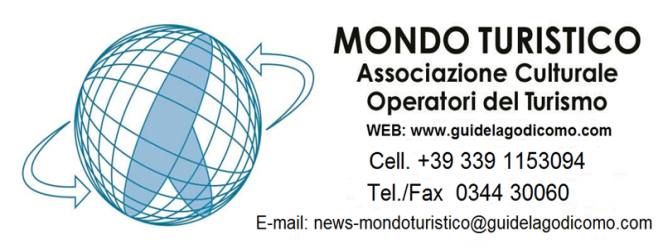 MONDO TURISTICO
Associazione Culturale
Operatori del Turismo
WEB: www.guidelagodicomo.com
Cell. +39 339 1153094
Tel./Fax 0344 30060
E-mail: news-mondoturistico@guidelagodicomo.com